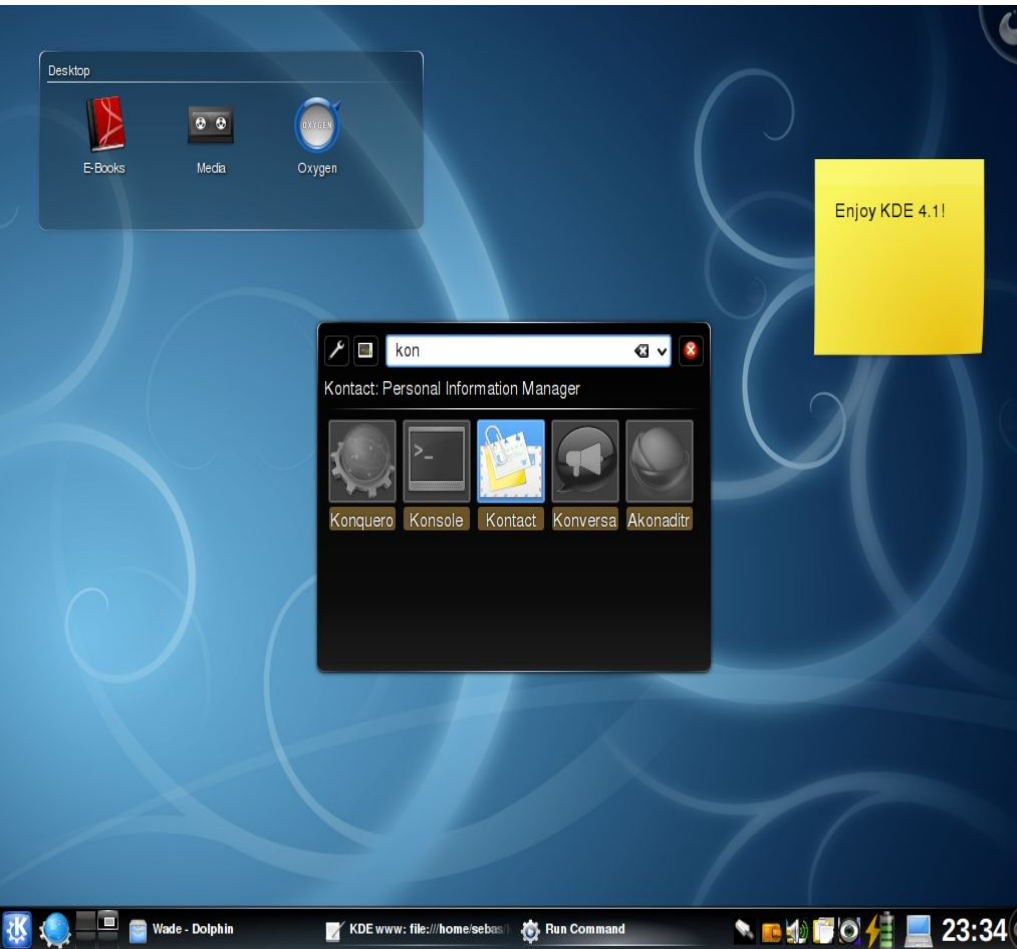 Desktop
E-Books Media Oxygen
OXYGEN
Enjoy KDE 4.1!
kon
Kontact: Personal Information Manager
>_
Konquero Konsole Kontact Konversa Akonaditr
Wade - Dolphin
KDE www: file:///home/sebas/
Run Command
23:34